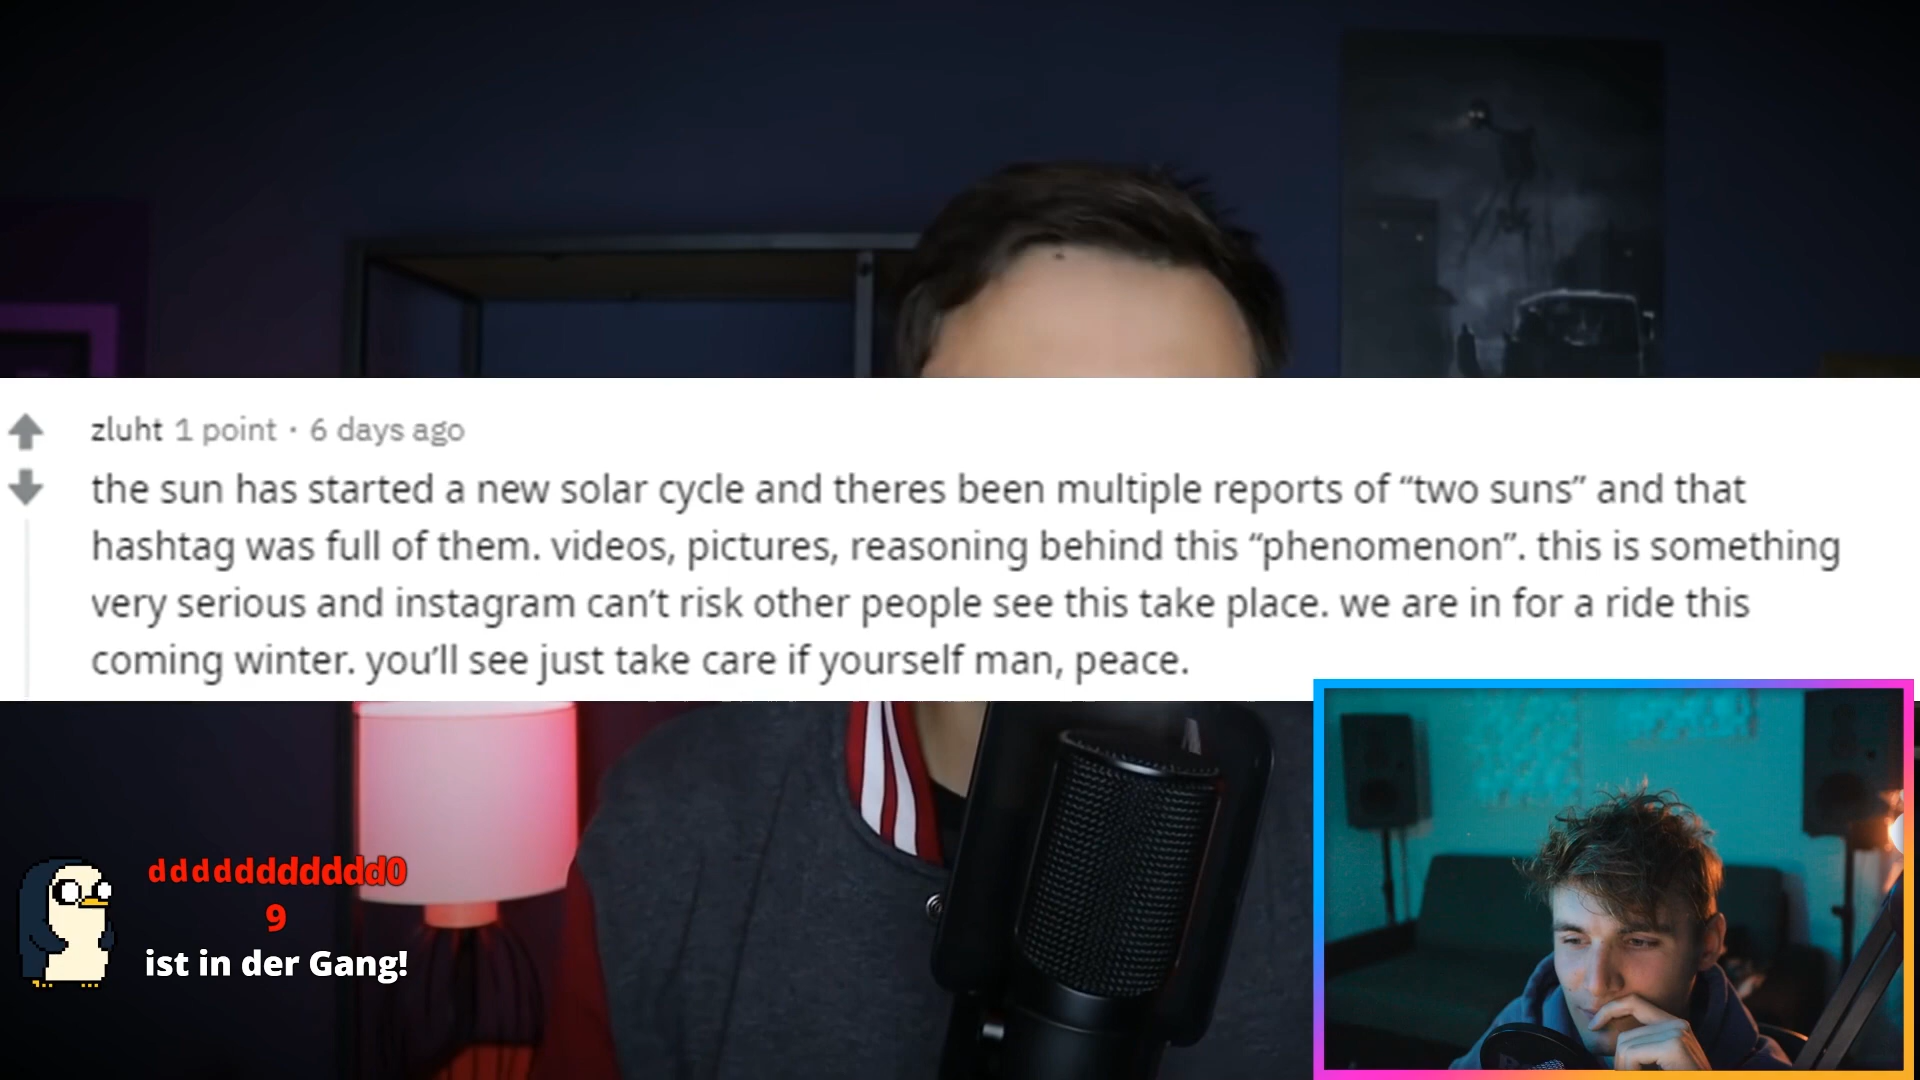 zluht 1 point · 6 days ago
the sun has started a new solar cycle and theres been multiple reports of “two suns” and that
hashtag was full of them. videos, pictures, reasoning behind this “phenomenon”. this is something
very serious and instagram can’t risk other people see this take place. we are in for a ride this
coming winter. you’ll see just take care if yourself man, peace.
ddddddddddd0
9
ist in der Gang!